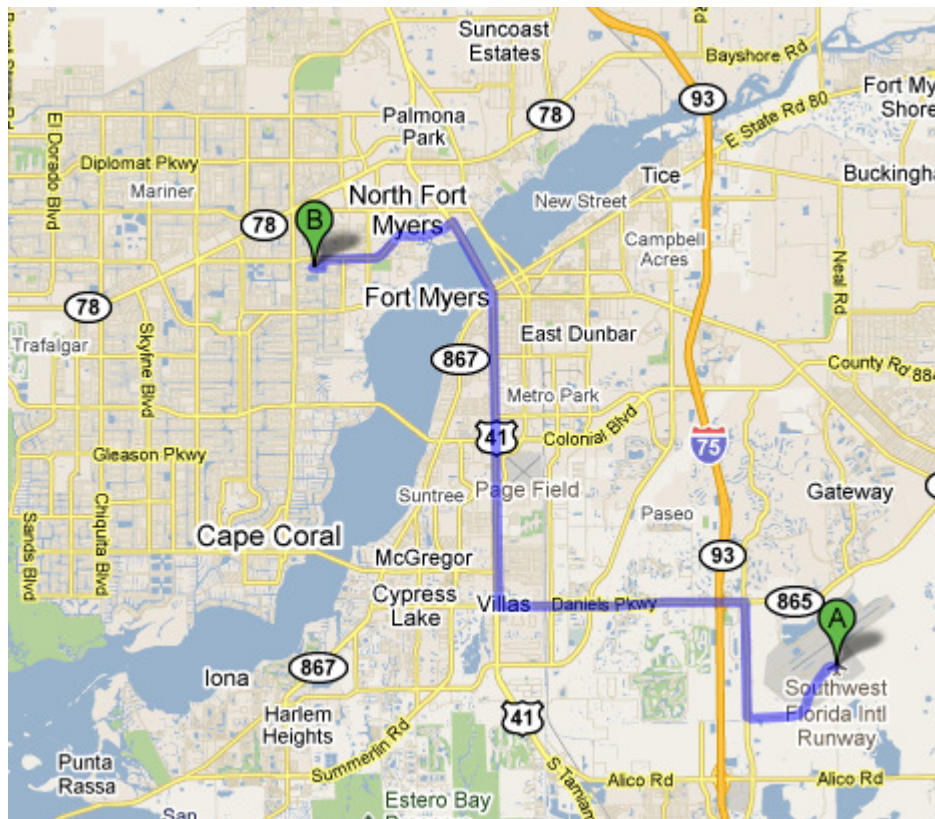 Suncoast
Estates
Rd
Bayshore Rd
93
Fort My
Shore
78
El Dorado Blvd
Palmona
Park
E State Rd 80
Diplomat Pkwy
Mariner
Tice
Buckingha
North Fort
Myers
New Street
B
78
Campbell
Acres
Neal Rd
78
Fort Myers
Skyline Blvd
East Dunbar
Trafalgar
867
County Rd 884
Metro Park
41
Colonial Blvd
75
Gleason Pkwy
Page Field
Gateway
Suntree
Chiquita Blvd
Sands Blvd
Paseo
Cape Coral
McGregor
93
Cypress
Lake
Villas
Daniels Pkwy
865
A
867
Iona
Southwest
Florida Intl
Runway
Harlem
Heights
41
Summerlin Rd
Punta
Rassa
S Tamiam
Alico Rd
Alico Rd
Estero Bay
San